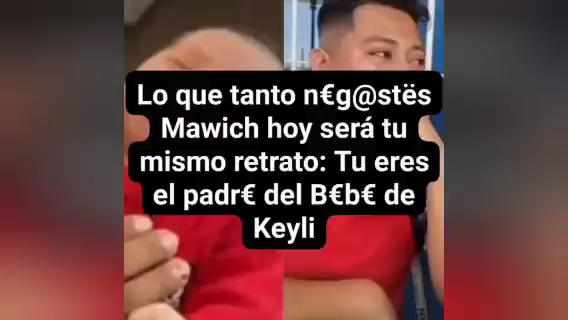 Lo que tanto n€g@stës
Mawich hoy será tu
mismo retrato: Tu eres
el padr€ del B€b€ de
Keyli